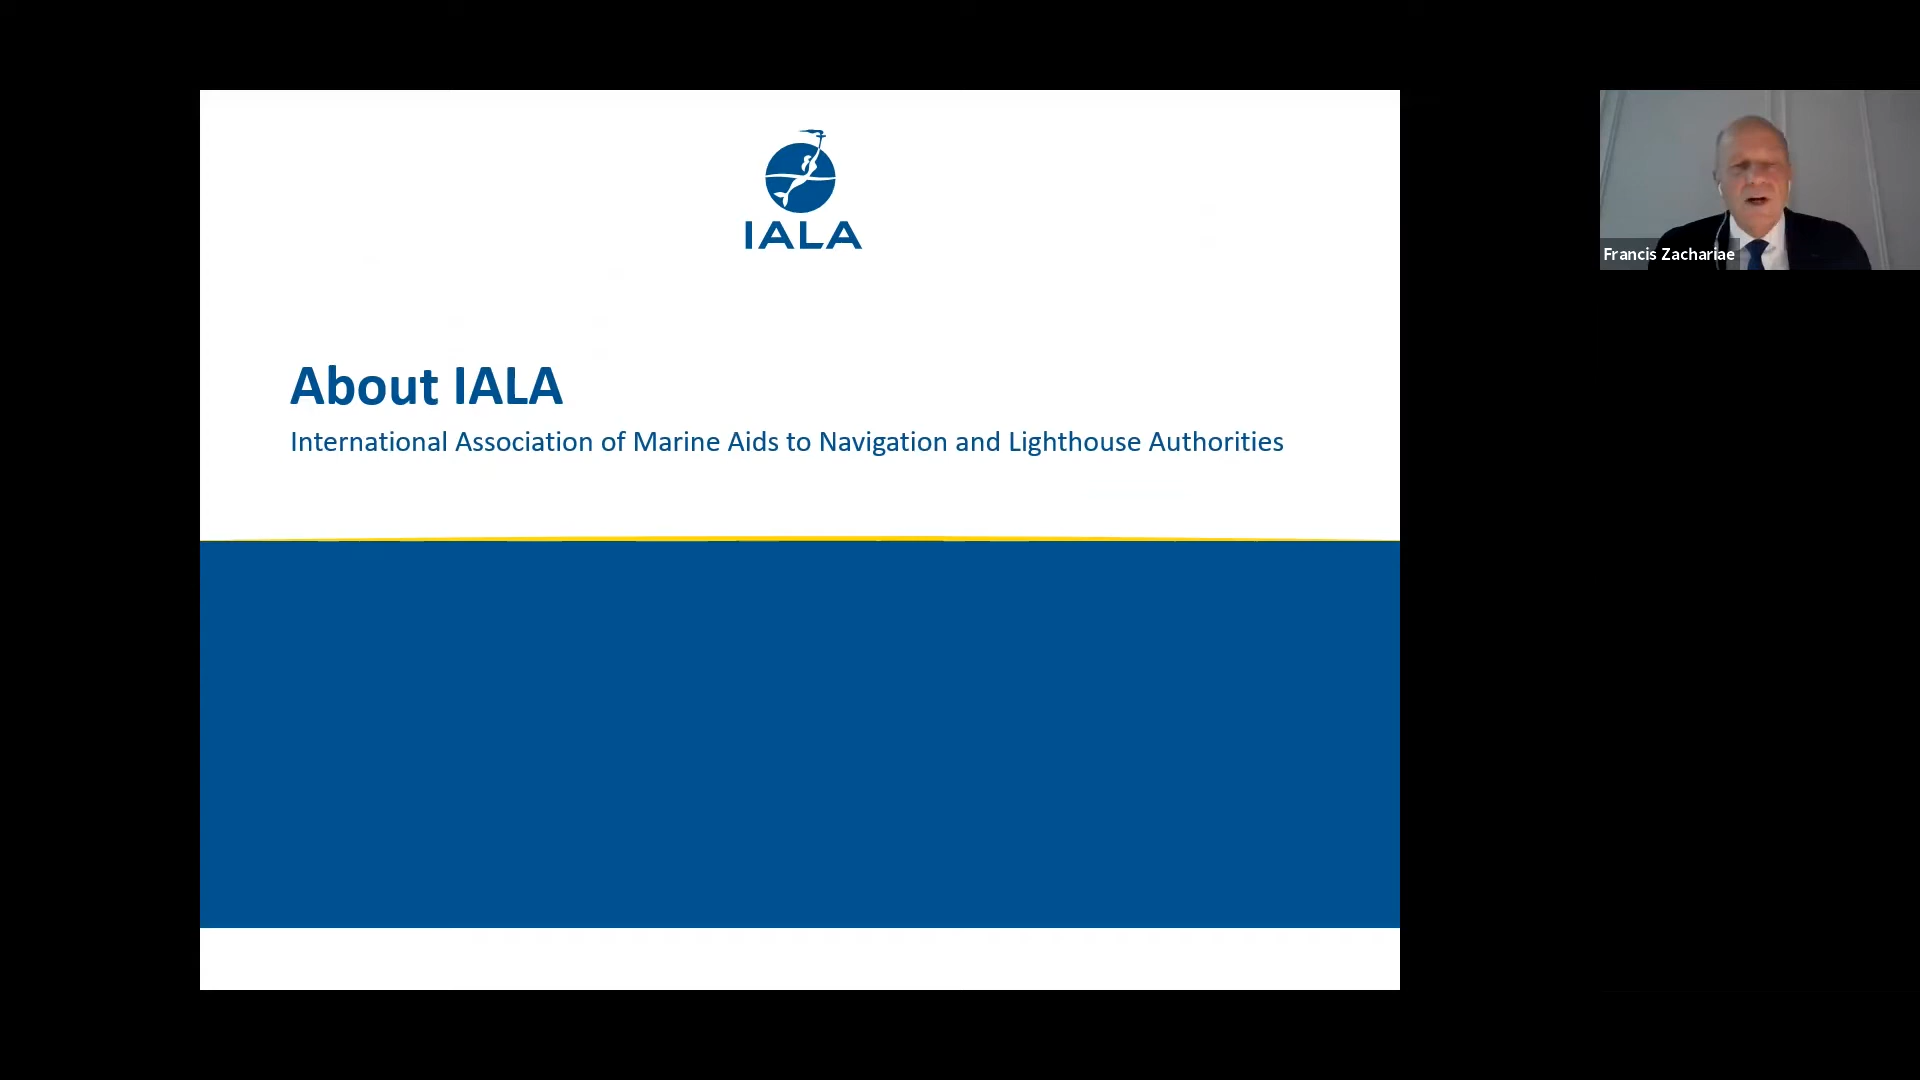 IALA
About IALA
International Association of Marine Aids to Navigation and Lighthouse Authorities
Francis Zachariae